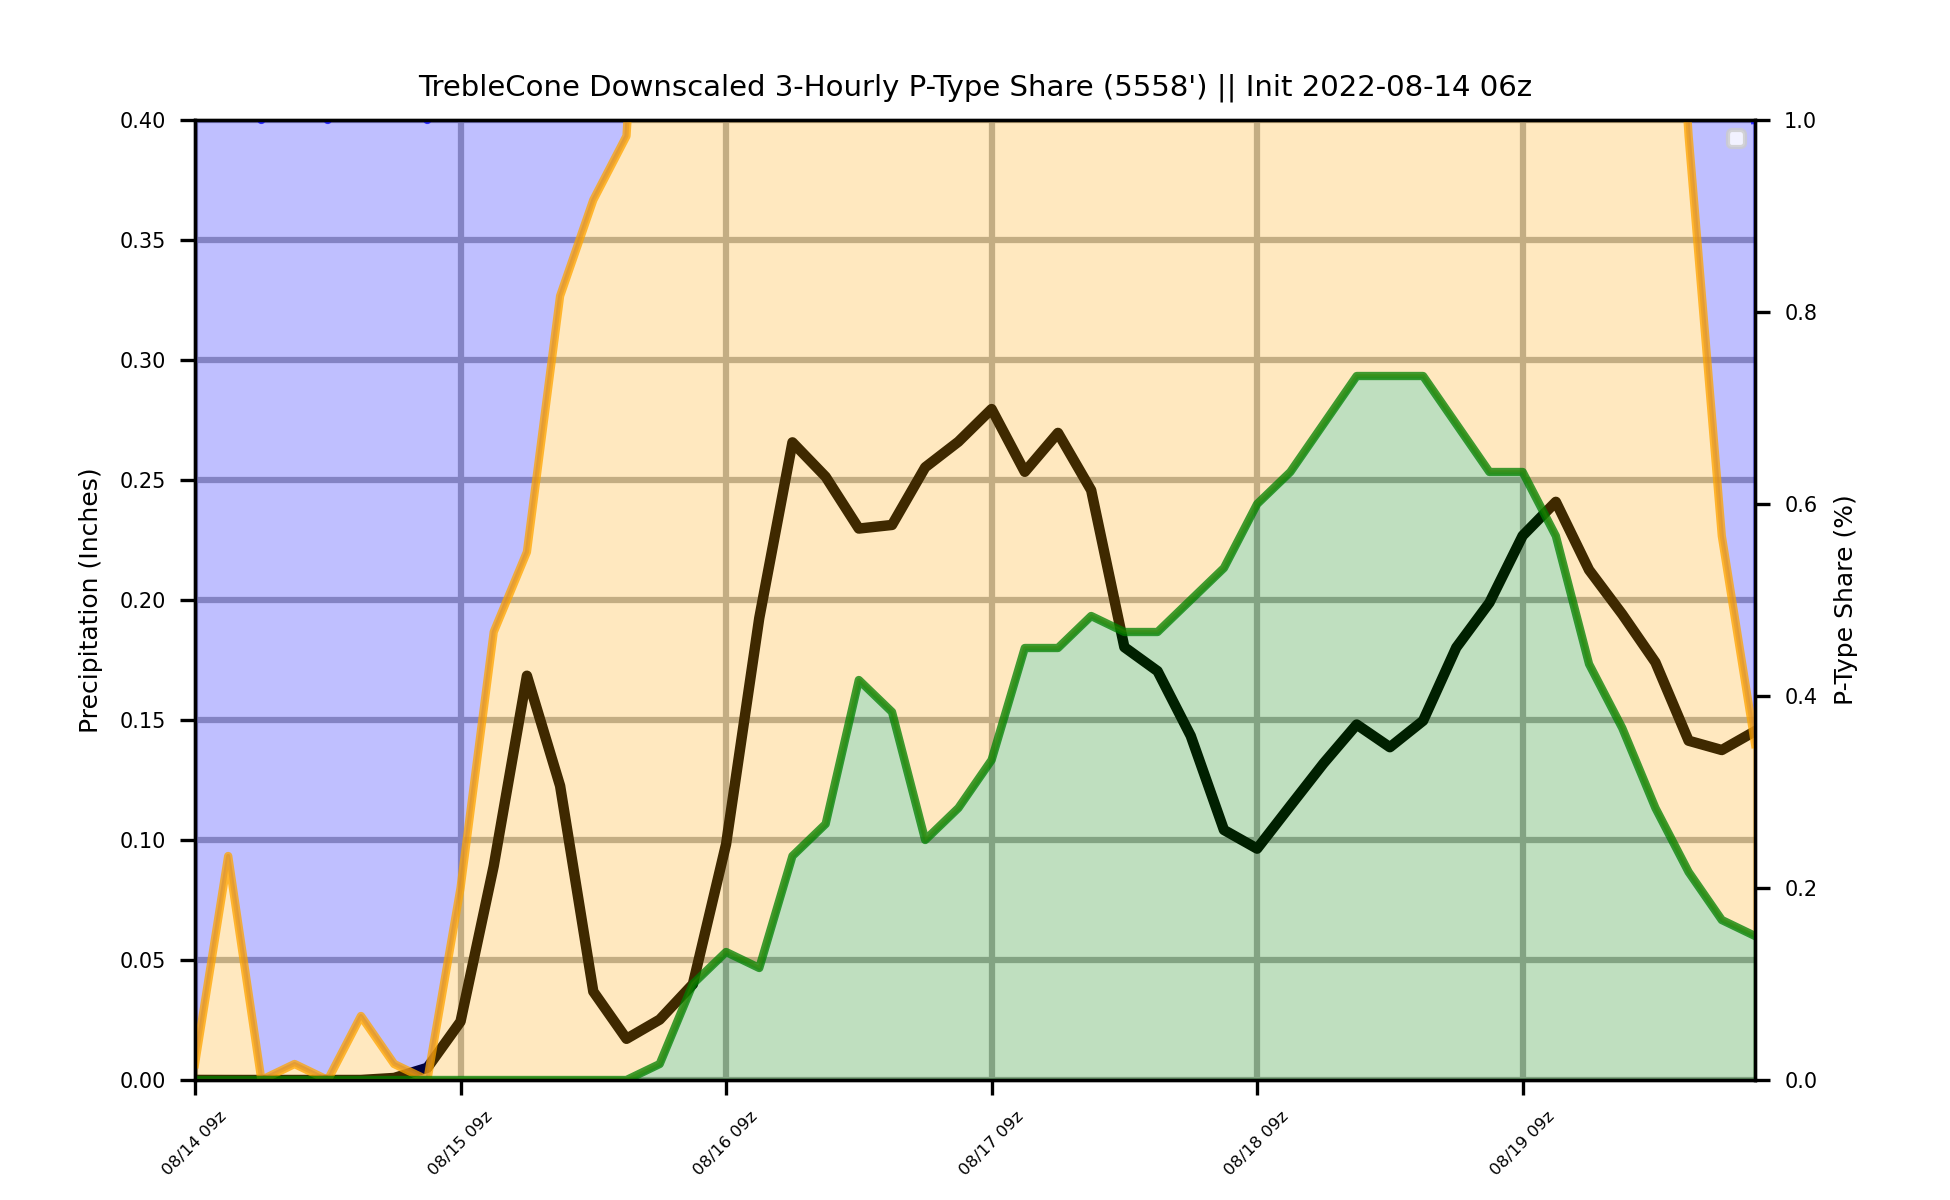 TrebleCone Downscaled 3-Hourly P-Type Share (5558') || Init 2022-08-14 06z
0.40
0.35
0.30
0.25
0.20
0.15
0.10
0.05
0.00
Precipitation (Inches)
1.0
0.8
0.6
0.4
0.2
0.0
P-Type Share (%)
08/14 09z
08/15 09z
08/16 09z
08/17 09z
08/18 09z
08/19 09z